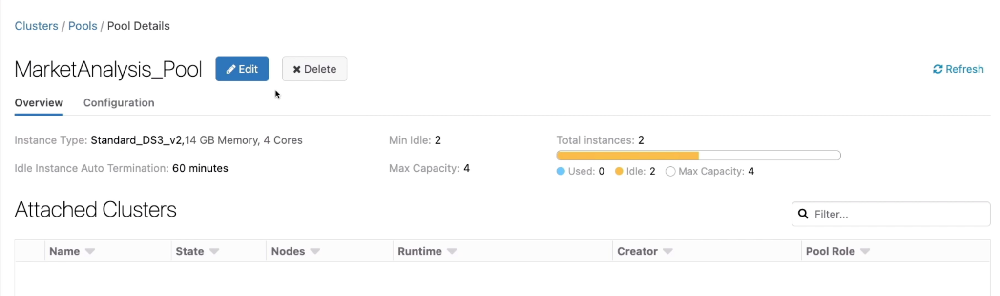 Clusters / Pools / Pool Details
MarketAnalysis_Pool Edit Delete Refresh
Overview Configuration
Instance Type: Standard_DS3_v2,14 GB Memory, 4 Cores Min Idle: 2 Total instances: 2
Idle Instance Auto Termination: 60 minutes Max Capacity: 4 Used: 0 Idle: 2 Max Capacity: 4
Attached Clusters Filter...
Name State Nodes Runtime Creator Pool Role